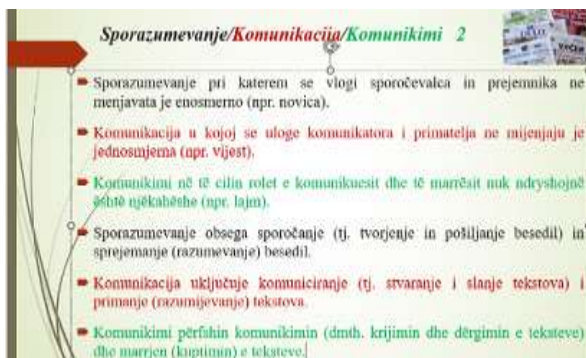 Sporazumevanje/Komunikacija/Komunikimi 2
Sporazumevanje pri katerem se vlogi sporočevalca in prejemnika ne
menjavata je enosmerno (npr. novica).
Komunikacija u kojoj se uloge komunikatora i primatelja ne mijenjaju je
jednosmjerna (npr. vijest).
Komunikimi në të cilin rolet e komunikuesit dhe të marrësit nuk ndryshojnë
është njëkahëshe (npr. lajm).
Sporazumevanje obsega sporočanje (tj. tvorjenje in pošiljanje besedil) in
sprejemanje (razumevanje) besedil.
Komunikacija uključuje komuniciranje (tj. stvaranje i slanje tekstova) i
primanje (razumijevanje) tekstova.
Komunikimi përfshin komunikimin (dmth. krijimin dhe dërgimin e teksteve)
dhe marrjen (kuptimin) e teksteve.